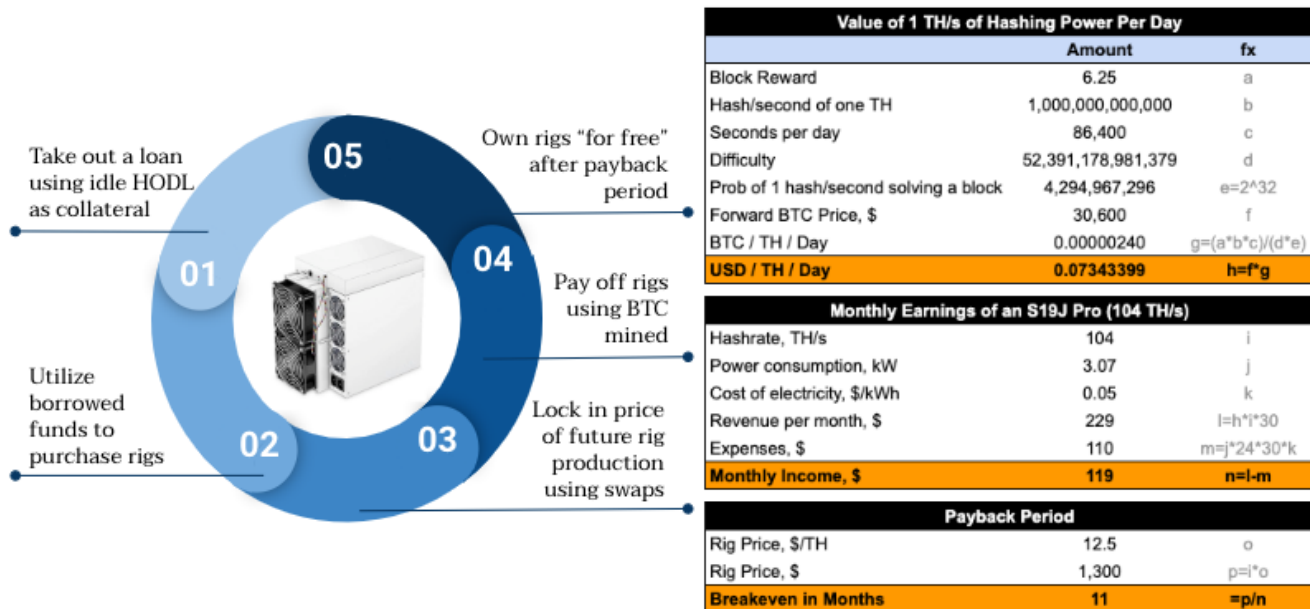 Take out a loan
using idle HODL
as collateral
01
Utilize
borrowed
funds to
purchase rigs
02
Lock in price
of future rig
production
using swaps
03
Pay off rigs
using BTC
mined
04
Own rigs “for free”
after payback
period
05
Value of 1 TH/s of Hashing Power Per Day
Amount fx
Block Reward 6.25 a
Hash/second of one TH 1,000,000,000,000 b
Seconds per day 86,400 c
Difficulty 52,391,178,981,379 d
Prob of 1 hash/second solving a block 4,294,967,296 e=2^32
Forward BTC Price, $ 30,600 f
BTC / TH / Day 0.00000240 g=(a*b*c)/(d*e)
USD / TH / Day 0.07343399 h=f*g
Monthly Earnings of an S19J Pro (104 TH/s)
Hashrate, TH/s 104 i
Power consumption, kW 3.07 j
Cost of electricity, $/kWh 0.05 k
Revenue per month, $ 229 l=h*i*30
Expenses, $ 110 m=j*24*30*k
Monthly Income, $ 119 n=l-m
Payback Period
Rig Price, $/TH 12.5 o
Rig Price, $ 1,300 p=i*o
Breakeven in Months 11 =p/n